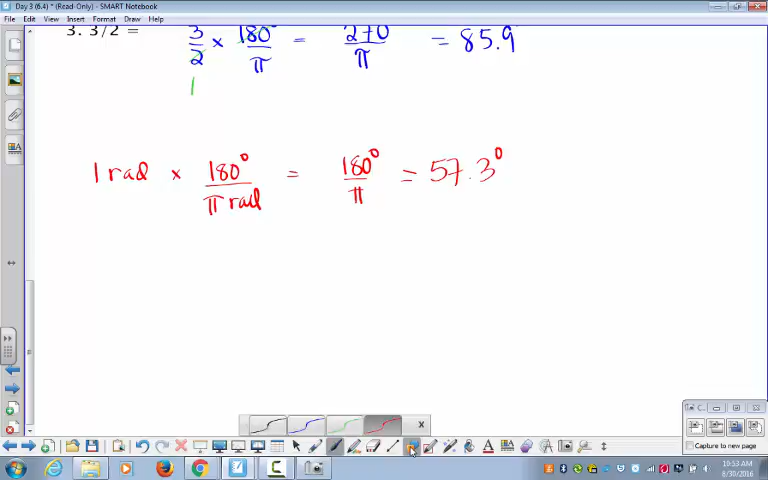 Day 3 (6.4) * (Read-Only) - SMART Notebook
File Edit View Insert Format Draw Help
3. 3/2 = 3/2 × 180°/π = 270/π = 85.9
1
1 rad × 180°/π rad = 180°/π = 57.3°
Capture to new page
10:53 AM
8/30/2016